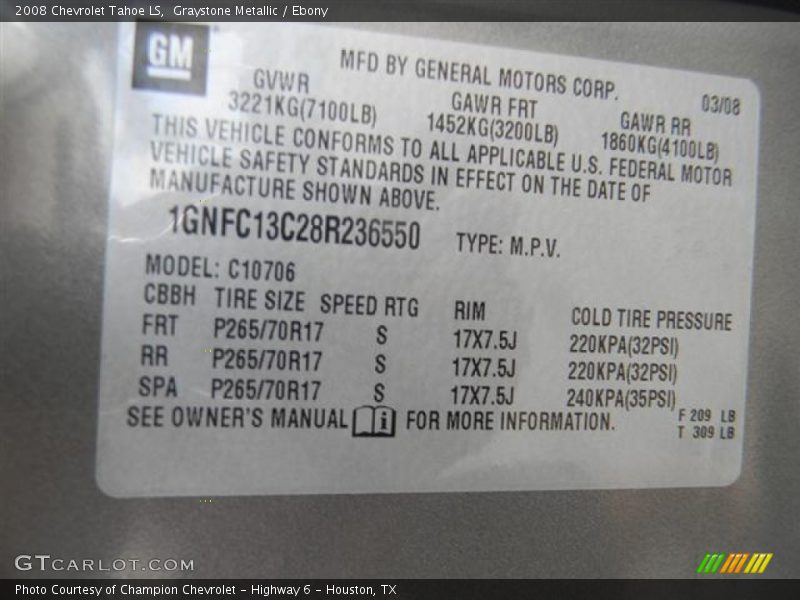 2008 Chevrolet Tahoe LS, Graystone Metallic / Ebony
GM
MFD BY GENERAL MOTORS CORP.
03/08
GVWR GAWR FRT GAWR RR
3221KG(7100LB) 1452KG(3200LB) 1860KG(4100LB)
THIS VEHICLE CONFORMS TO ALL APPLICABLE U.S. FEDERAL MOTOR
VEHICLE SAFETY STANDARDS IN EFFECT ON THE DATE OF
MANUFACTURE SHOWN ABOVE.
1GNFC13C28R236550 TYPE: M.P.V.
MODEL: C10706
CBBH TIRE SIZE SPEED RTG RIM COLD TIRE PRESSURE
FRT P265/70R17 S 17X7.5J 220KPA(32PSI)
RR P265/70R17 S 17X7.5J 220KPA(32PSI)
SPA P265/70R17 S 17X7.5J 240KPA(35PSI)
SEE OWNER'S MANUAL i FOR MORE INFORMATION.
F 209 LB
T 309 LB
GTCARLOT.COM
Photo Courtesy of Champion Chevrolet - Highway 6 - Houston, TX